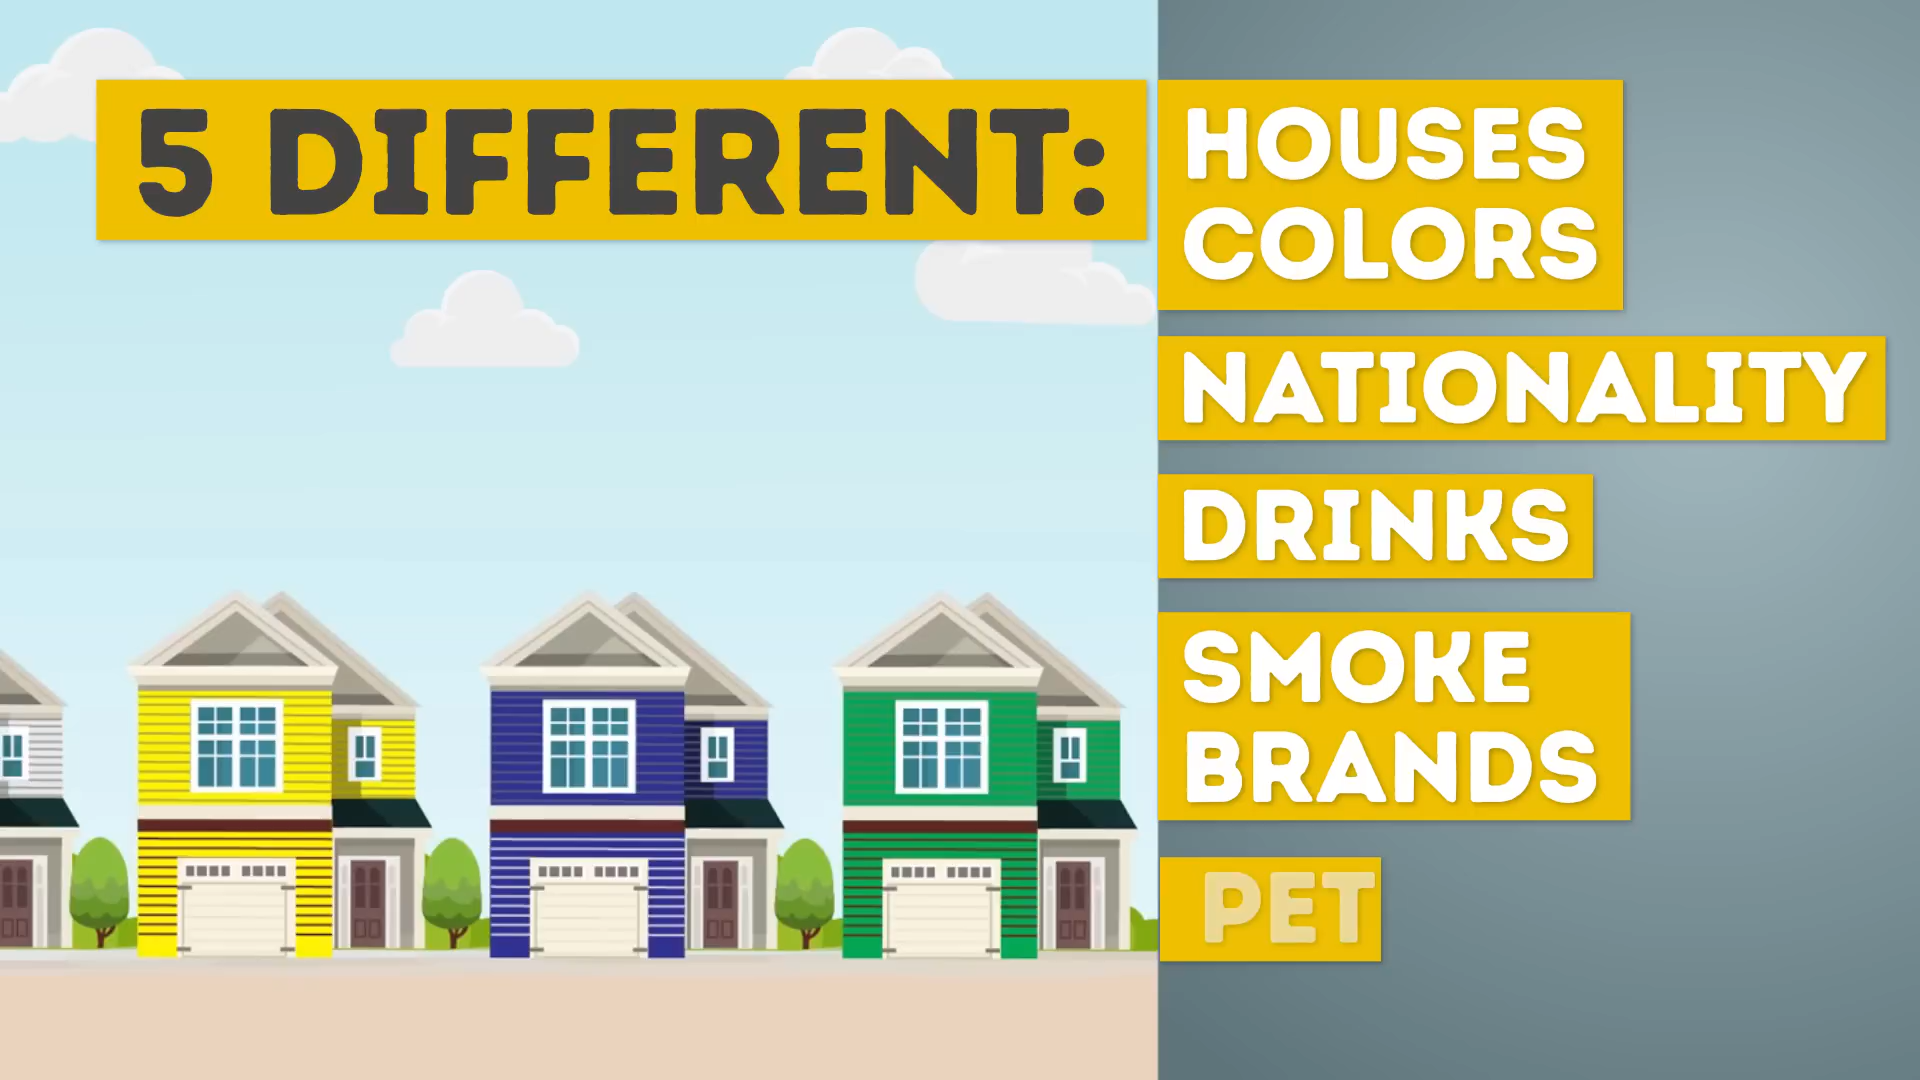 5 DIFFERENT:
HOUSES
COLORS
NATIONALITY
DRINKS
SMOKE
BRANDS
PET